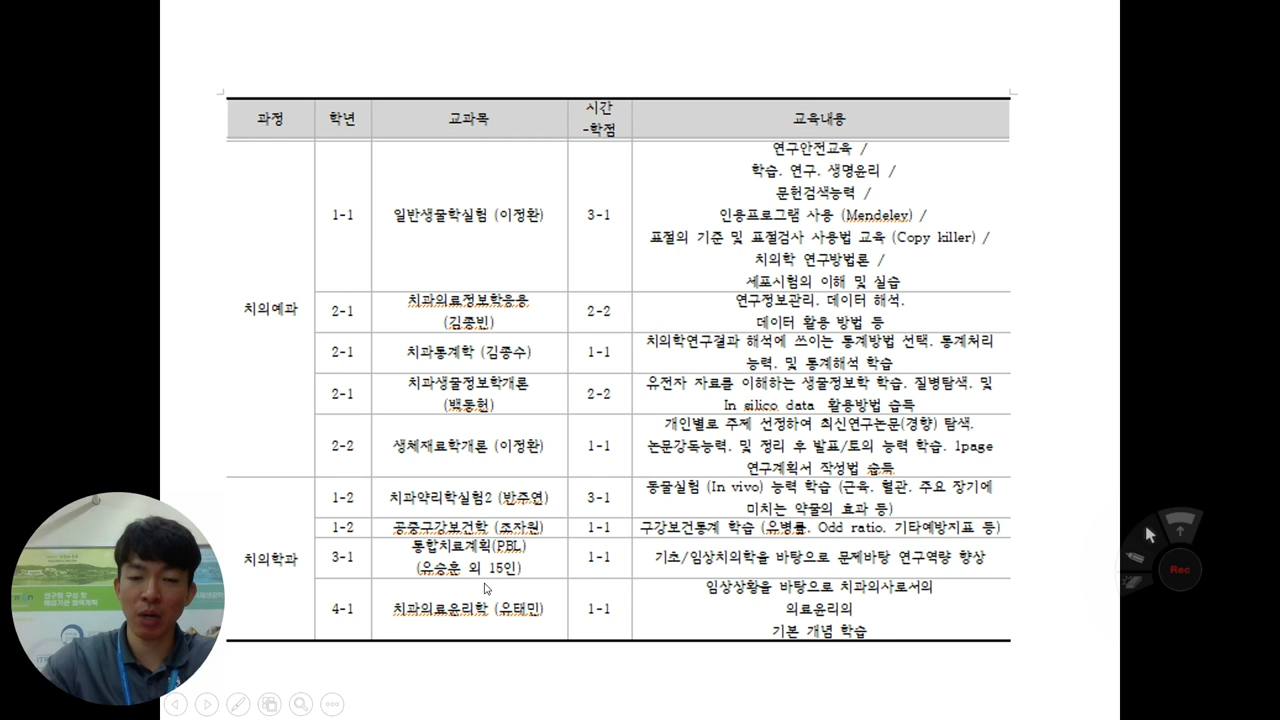 과정
학년
교과목
시간
-학점
교육내용
치의예과
1-1
일반생물학실험 (이정환)
3-1
연구안전교육 /
학습, 연구, 생명윤리 /
문헌검색능력 /
인용프로그램 사용 (Mendeley) /
표절의 기준 및 표절검사 사용법 교육 (Copy killer) /
치의학 연구방법론 /
세포시험의 이해 및 실습
2-1
치과의료정보학응용
(김종빈)
2-2
연구정보관리, 데이터 해석,
데이터 활용 방법 등
2-1
치과통계학 (김종수)
1-1
치의학연구결과 해석에 쓰이는 통계방법 선택, 통계처리
능력, 및 통계해석 학습
2-1
치과생물정보학개론
(백동헌)
2-2
유전자 자료를 이해하는 생물정보학 학습, 질병탐색, 및
In silico data 활용방법 습득
2-2
생체재료학개론 (이정환)
1-1
개인별로 주제 선정하여 최신연구논문(경향) 탐색,
논문강독능력, 및 정리 후 발표/토의 능력 학습, 1page
연구계획서 작성법 습득
치의학과
1-2
치과약리학실험2 (반주연)
3-1
동물실험 (In vivo) 능력 학습 (근육, 혈관, 주요 장기에
미치는 약물의 효과 등)
1-2
공중구강보건학 (조자원)
1-1
구강보건통계 학습 (유병률, Odd ratio, 기타예방지표 등)
3-1
통합치료계획(PBL)
(유승훈 외 15인)
1-1
기초/임상치의학을 바탕으로 문제바탕 연구역량 향상
4-1
치과의료윤리학 (유태민)
1-1
임상상황을 바탕으로 치과의사로서의
의료윤리의
기본 개념 학습
Rec